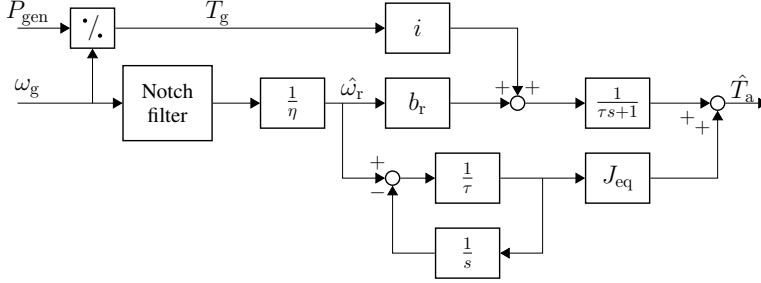 P_gen
⁒
T_g
i
ω_g
Notch
filter
1/η
ω̂_r
b_r
+
+
1/(τs+1)
T̂_a
+
+
+
−
1/τ
J_eq
1/s